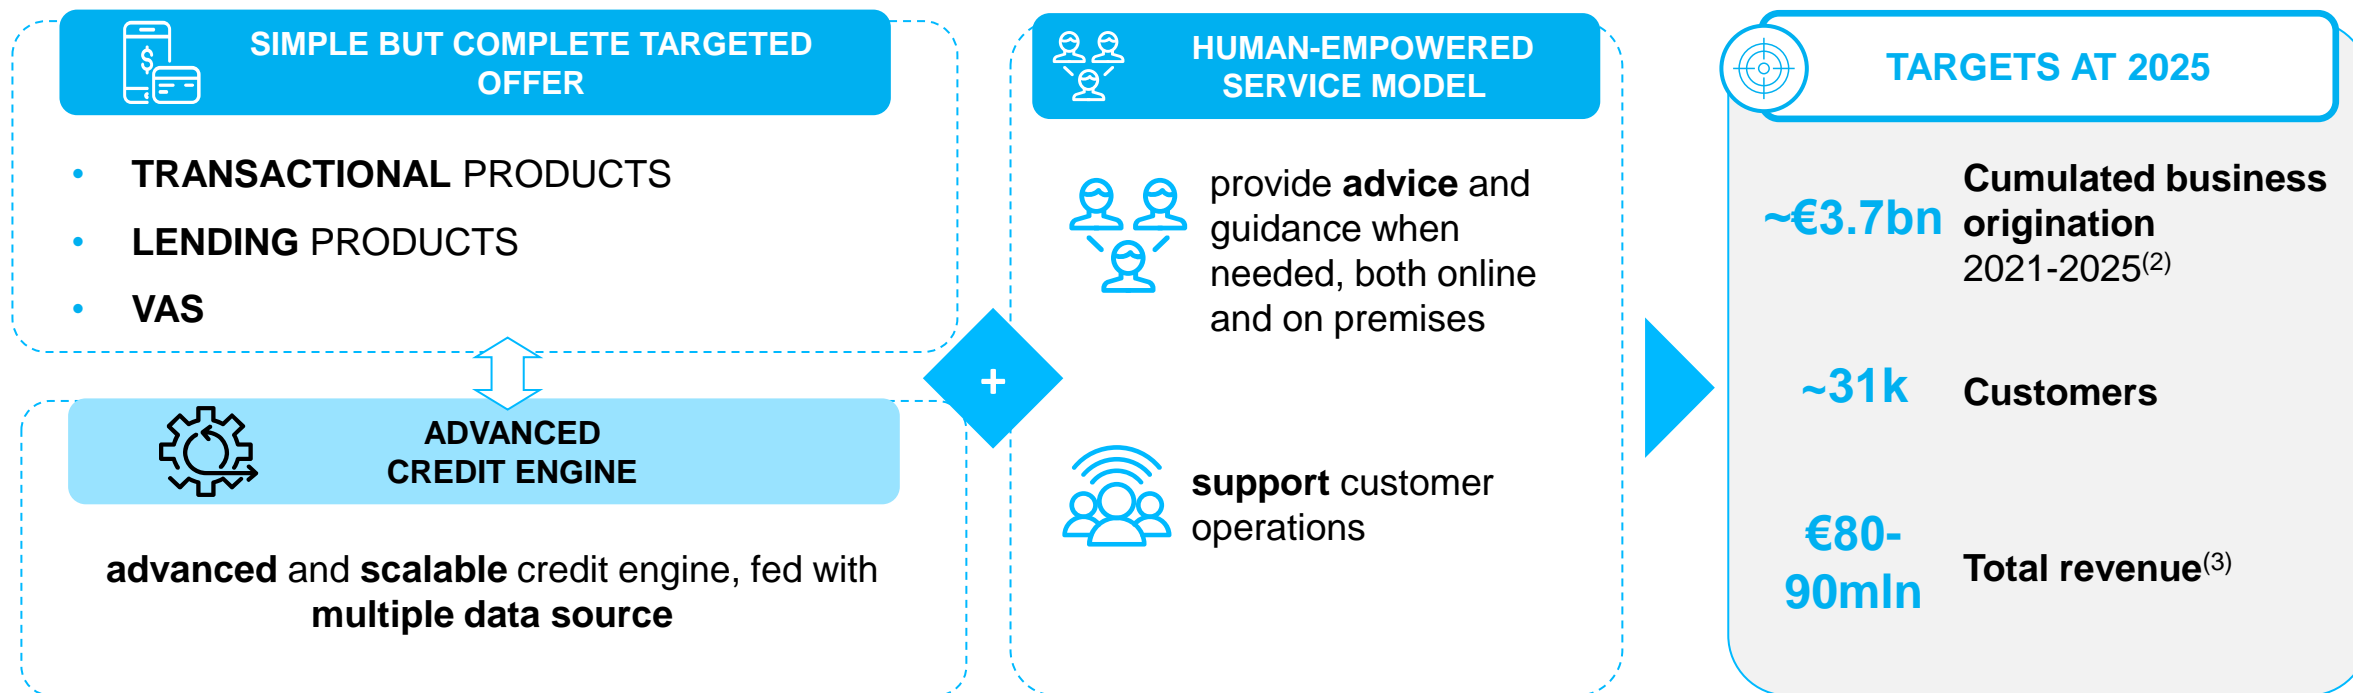 SIMPLE BUT COMPLETE TARGETED
OFFER
• TRANSACTIONAL PRODUCTS
• LENDING PRODUCTS
• VAS
ADVANCED
CREDIT ENGINE
advanced and scalable credit engine, fed with
multiple data source
+
HUMAN-EMPOWERED
SERVICE MODEL
provide advice and
guidance when
needed, both online
and on premises
support customer
operations
TARGETS AT 2025
~€3.7bn
Cumulated business
origination
2021-2025(2)
~31k
Customers
€80-
90mln
Total revenue(3)